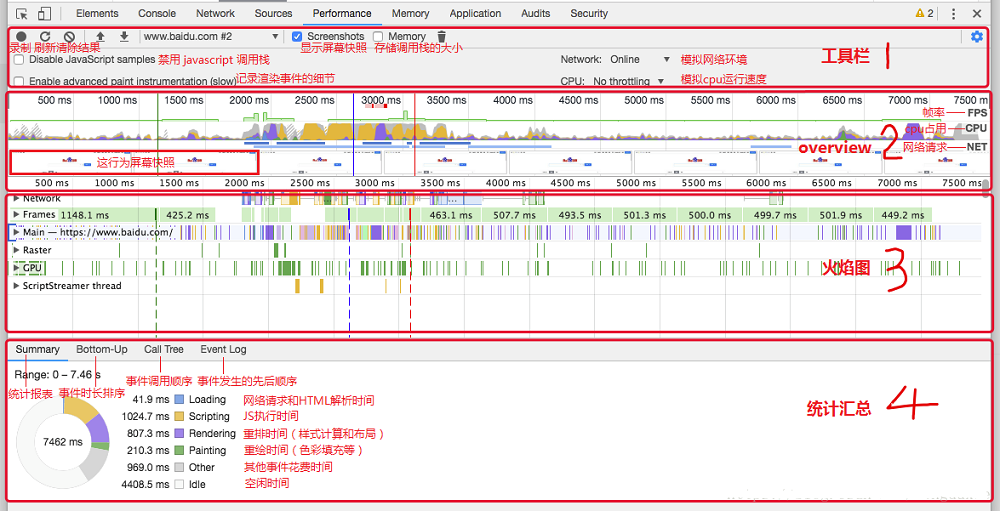 Elements Console Network Sources Performance Memory Application Audits Security 2
www.baidu.com #2 Screenshots Memory
录制 刷新清除结果 显示屏幕快照 存储调用栈的大小
Disable JavaScript samples 禁用 javascript 调用栈 Network: Online 模拟网络环境 工具栏 1
Enable advanced paint instrumentation (slow) 记录渲染事件的细节 CPU: No throttling 模拟cpu运行速度
500 ms 1000 ms 1500 ms 2000 ms 2500 ms 3000 ms 3500 ms 4000 ms 4500 ms 5000 ms 5500 ms 6000 ms 6500 ms 7000 ms 7500 m
帧率 FPS
cpu占用 CPU
overview 2 网络请求 NET
这行为屏幕快照
500 ms 1000 ms 1500 ms 2000 ms 2500 ms 3000 ms 3500 ms 4000 ms 4500 ms 5000 ms 5500 ms 6000 ms 6500 ms 7000 ms 7500 m
Network
Frames 1148.1 ms 425.2 ms 463.1 ms 507.7 ms 493.5 ms 501.3 ms 500.0 ms 499.7 ms 501.9 ms 449.2 ms
Main — https://www.baidu.com/
Raster
GPU 火焰图 3
ScriptStreamer thread
Summary Bottom-Up Call Tree Event Log
Range: 0 – 7.46 s
统计报表 事件时长排序 事件调用顺序 事件发生的先后顺序
41.9 ms Loading 网络请求和HTML解析时间
1024.7 ms Scripting JS执行时间 统计汇总 4
807.3 ms Rendering 重排时间（样式计算和布局）
7462 ms
210.3 ms Painting 重绘时间（色彩填充等）
969.0 ms Other 其他事件花费时间
4408.5 ms Idle 空闲时间